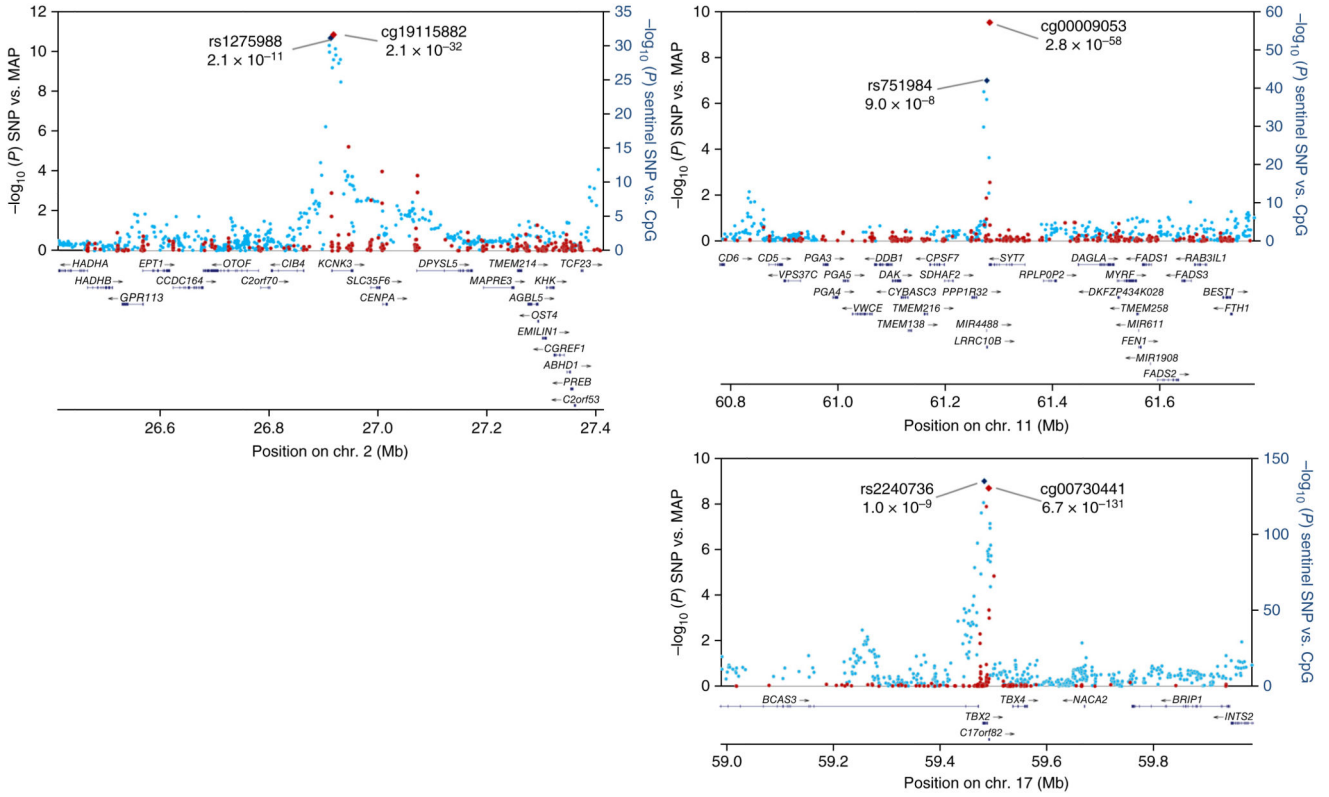 –log10 (P) SNP vs. MAP
12
10
8
6
4
2
0
rs1275988
2.1 × 10–11
cg19115882
2.1 × 10–32
35
30
25
20
15
10
5
0
–log10 (P) sentinel SNP vs. CpG
HADHA EPT1 OTOF CIB4 KCNK3 DPYSL5 TMEM214 TCF23
HADHB CCDC164 C2orf70 SLC35F6 MAPRE3 KHK
GPR113 CENPA AGBL5
OST4
EMILIN1
CGREF1
ABHD1
PREB
C2orf53
26.6 26.8 27.0 27.2 27.4
Position on chr. 2 (Mb)
–log10 (P) SNP vs. MAP
10
8
6
4
2
0
cg00009053
2.8 × 10–58
rs751984
9.0 × 10–8
60
50
40
30
20
10
0
–log10 (P) sentinel SNP vs. CpG
CD6 CD5 PGA3 DDB1 CPSF7 SYT7 DAGLA FADS1 RAB3IL1
VPS37C PGA5 DAK SDHAF2 RPLP0P2 MYRF FADS3
PGA4 CYBASC3 PPP1R32 DKFZP434K028 BEST1
VWCE TMEM216 TMEM258 FTH1
TMEM138 MIR4488 MIR611
LRRC10B FEN1
MIR1908
FADS2
60.8 61.0 61.2 61.4 61.6
Position on chr. 11 (Mb)
–log10 (P) SNP vs. MAP
10
8
6
4
2
0
rs2240736
1.0 × 10–9
cg00730441
6.7 × 10–131
150
100
50
0
–log10 (P) sentinel SNP vs. CpG
BCAS3 TBX4 NACA2 BRIP1
TBX2 INTS2
C17orf82
59.0 59.2 59.4 59.6 59.8
Position on chr. 17 (Mb)